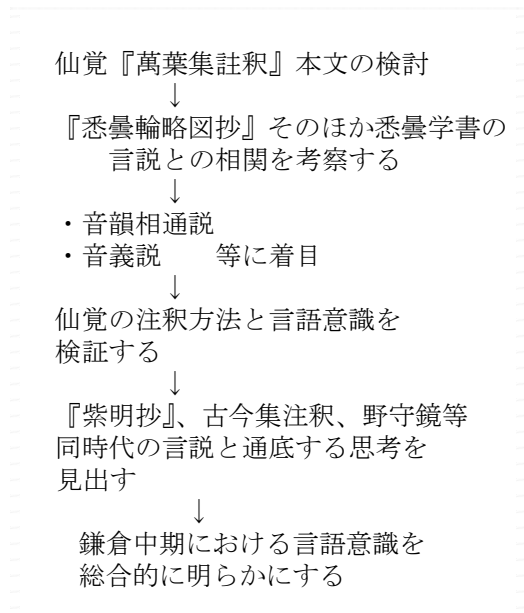 仙覚『萬葉集註釈』本文の検討
↓
『悉曇輪略図抄』そのほか悉曇学書の
言説との相関を考察する
↓
・音韻相通説
・音義説　　等に着目
↓
仙覚の注釈方法と言語意識を
検証する
↓
『紫明抄』、古今集注釈、野守鏡等
同時代の言説と通底する思考を
見出す
↓
鎌倉中期における言語意識を
総合的に明らかにする